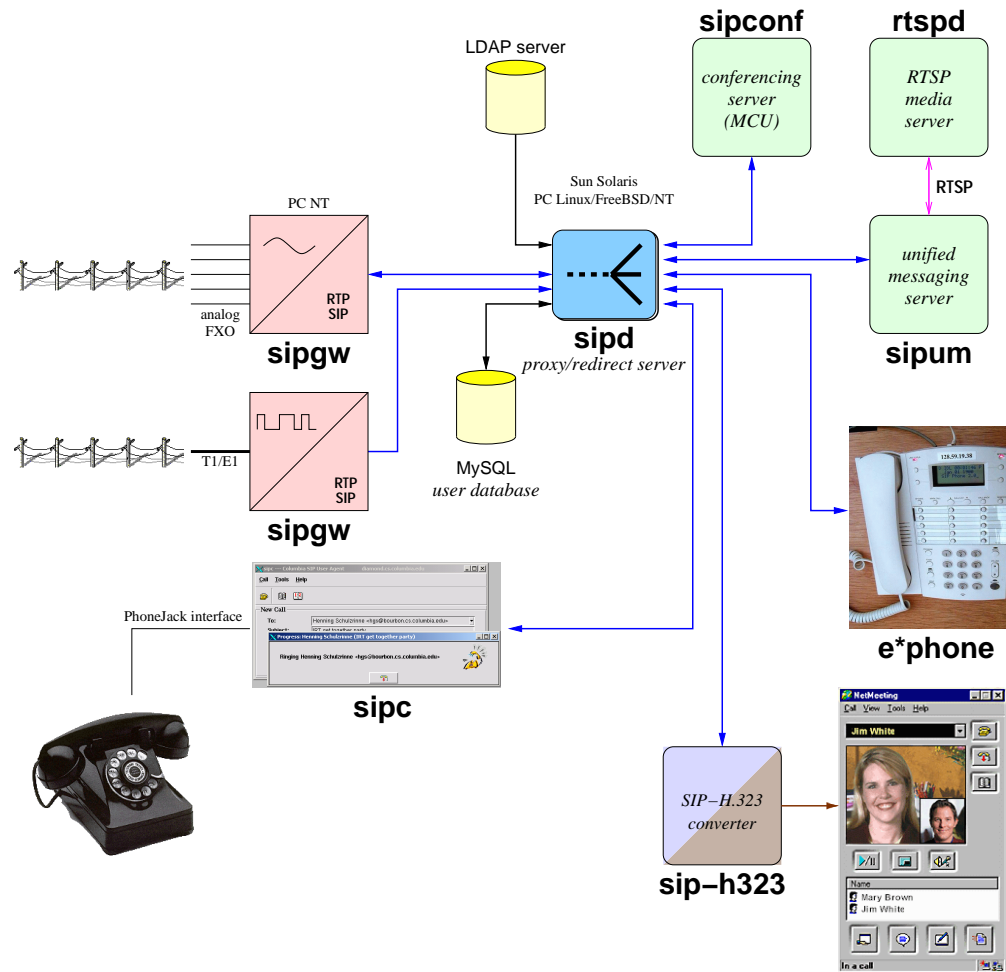 sipconf
rtspd
LDAP server
conferencing
server
(MCU)
RTSP
media
server
Sun Solaris
PC Linux/FreeBSD/NT
RTSP
PC NT
unified
messaging
server
RTP
SIP
analog
FXO
sipgw
sipd
proxy/redirect server
sipum
T1/E1
RTP
SIP
sipgw
MySQL
user database
128.59.19.38
e*phone
PhoneJack interface
Call Tools Help
New Call
To: Henning Schulzrinne <hgs@bourbon.cs.columbia.edu>
Subject: IRT get together party
Progress: Henning Schulzrinne (IRT get together party)
Ringing Henning Schulzrinne <hgs@bourbon.cs.columbia.edu>
sipc
NetMeeting
Call View Tools Help
Jim White
SIP−H.323
converter
sip−h323
Name
Mary Brown
Jim White
In a call